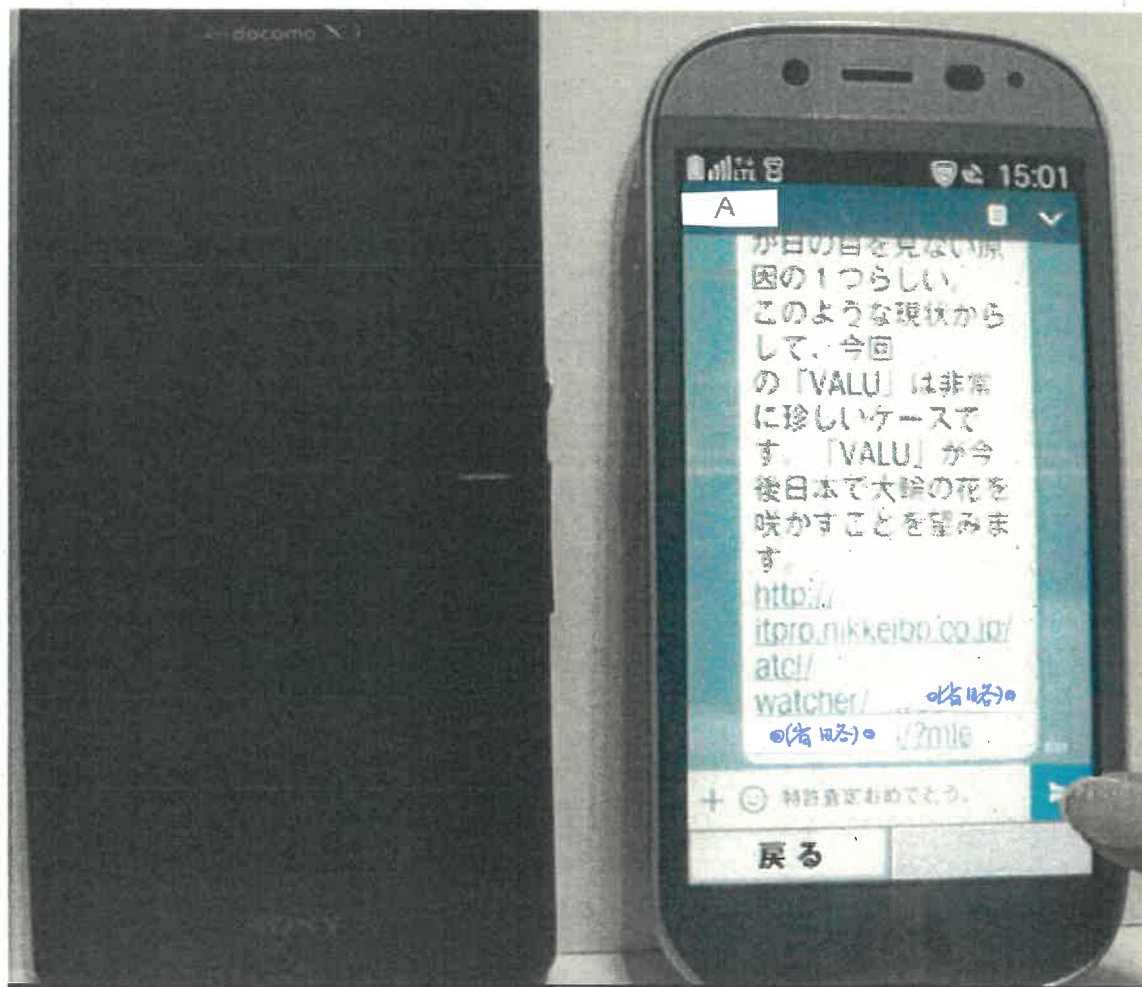 docomo
15:01
A
が日の目を見ない原
因の1つらしい。
このような現状から
して、今回
の「VALU」は非常
に珍しいケースで
す。「VALU」が今
後日本で大輪の花を
咲かすことを望みま
す。
http://
itpro.nikkeibp.co.jp/
atcl/
watcher/ (省略)
(省略) /?mle
特許査定おめでとう。
戻る
SONY